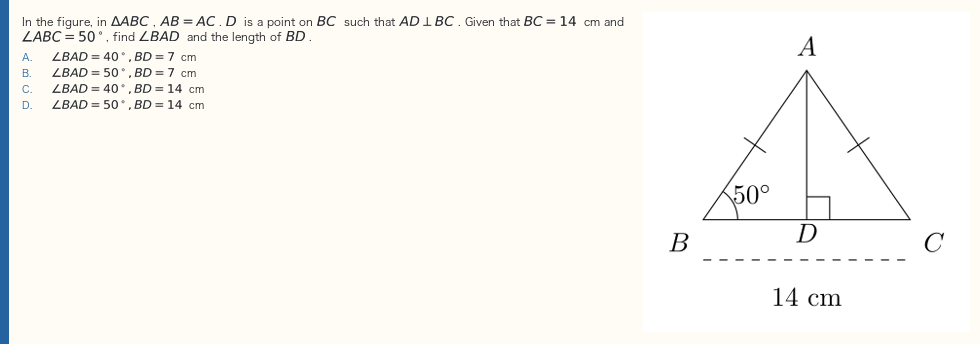 In the figure, in ΔABC , AB = AC . D is a point on BC such that AD ⊥ BC . Given that BC = 14 cm and
∠ABC = 50° , find ∠BAD and the length of BD .
A. ∠BAD = 40° , BD = 7 cm
B. ∠BAD = 50° , BD = 7 cm
C. ∠BAD = 40° , BD = 14 cm
D. ∠BAD = 50° , BD = 14 cm
A
50°
B
D
C
14 cm